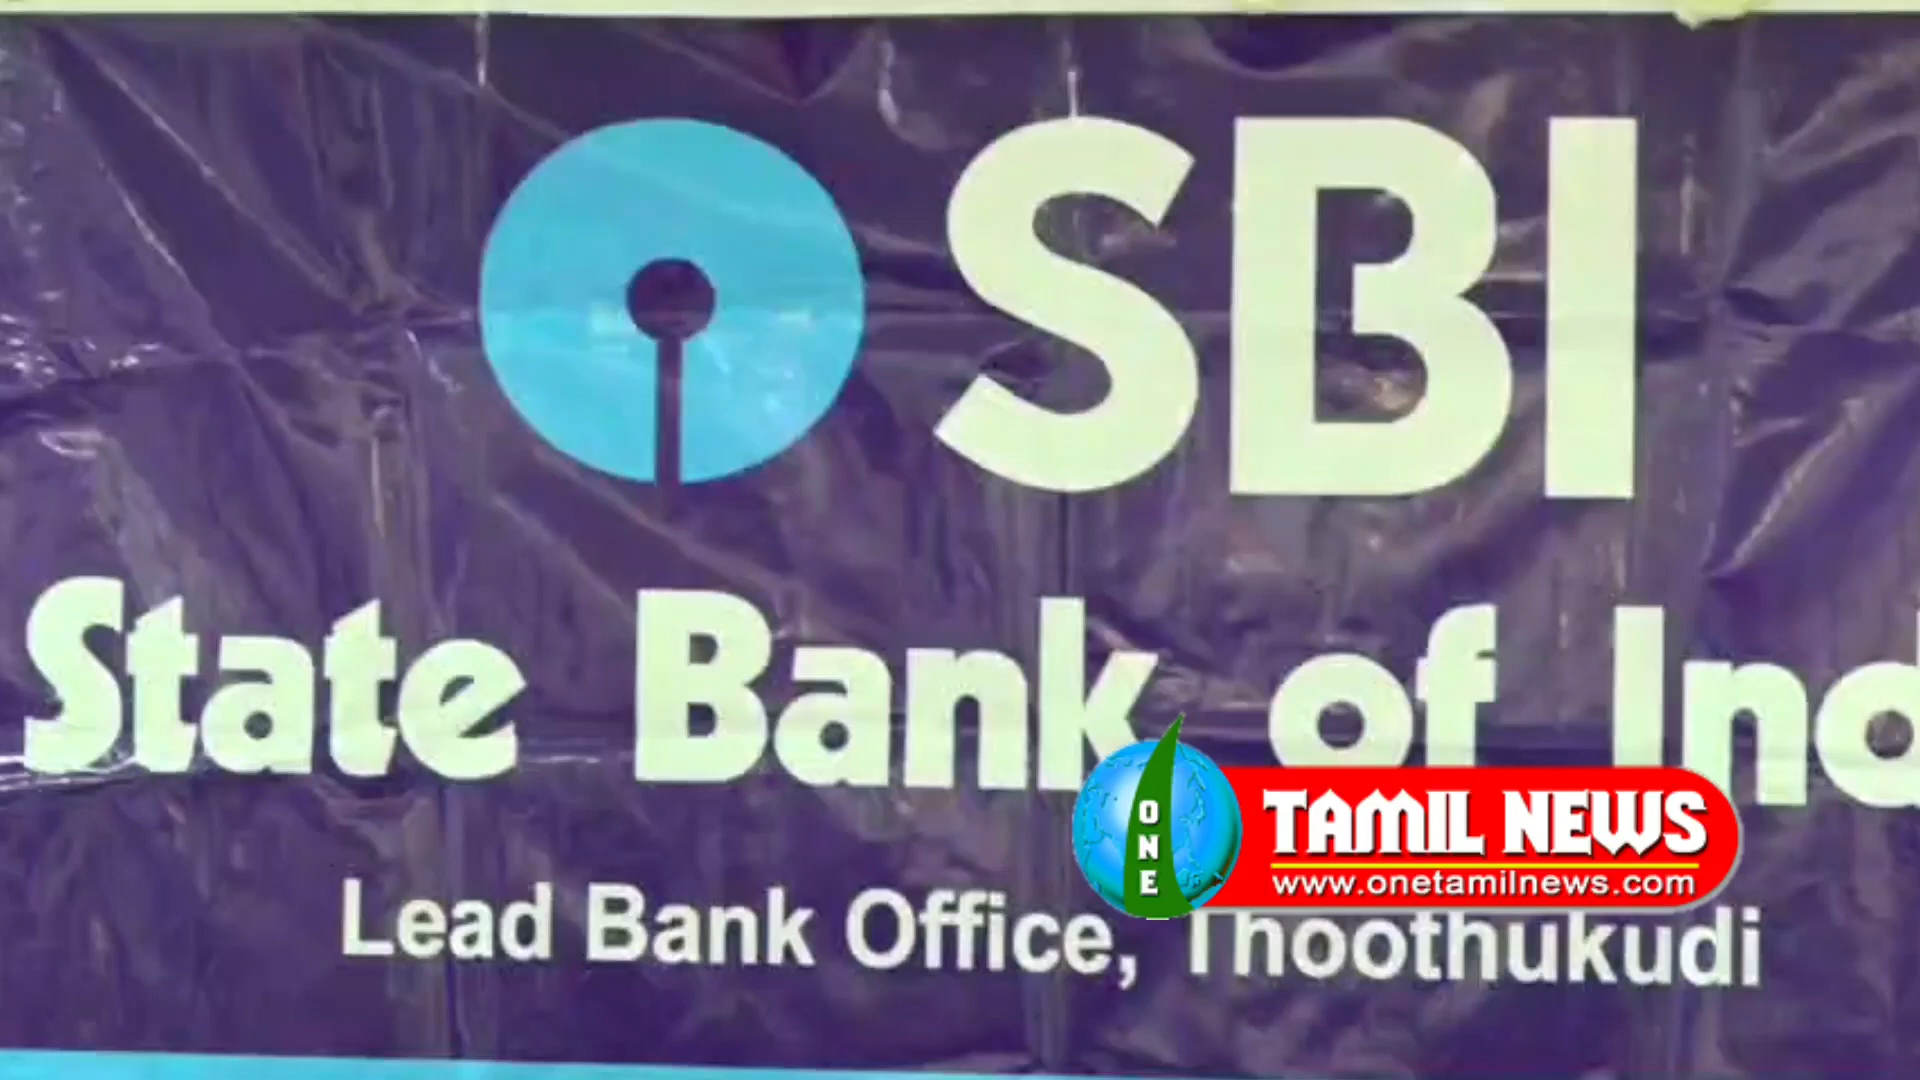 SBI
State Bank of Ind
Lead Bank Office, Thoothukudi
ONE
TAMIL NEWS
www.onetamilnews.com